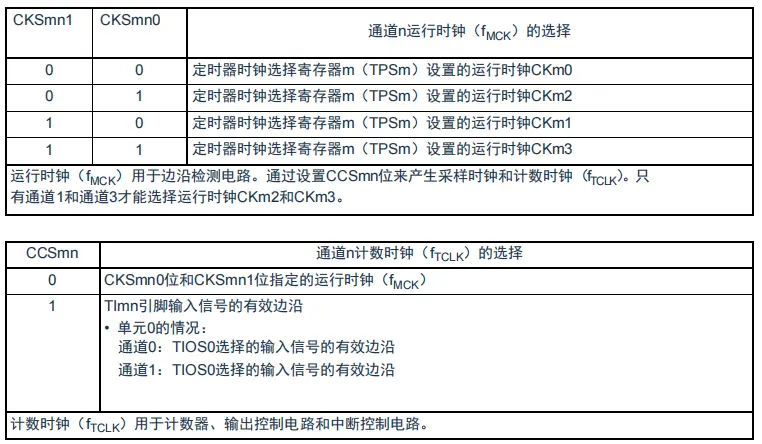 CKSmn1 CKSmn0 通道n运行时钟（fMCK）的选择
0 0 定时器时钟选择寄存器m（TPSm）设置的运行时钟CKm0
0 1 定时器时钟选择寄存器m（TPSm）设置的运行时钟CKm2
1 0 定时器时钟选择寄存器m（TPSm）设置的运行时钟CKm1
1 1 定时器时钟选择寄存器m（TPSm）设置的运行时钟CKm3
运行时钟（fMCK）用于边沿检测电路。通过设置CCSmn位来产生采样时钟和计数时钟（fTCLK）。只
有通道1和通道3才能选择运行时钟CKm2和CKm3。
CCSmn 通道n计数时钟（fTCLK）的选择
0 CKSmn0位和CKSmn1位指定的运行时钟（fMCK）
1 TImn引脚输入信号的有效边沿
• 单元0的情况：
通道0：TIOS0选择的输入信号的有效边沿
通道1：TIOS0选择的输入信号的有效边沿
计数时钟（fTCLK）用于计数器、输出控制电路和中断控制电路。